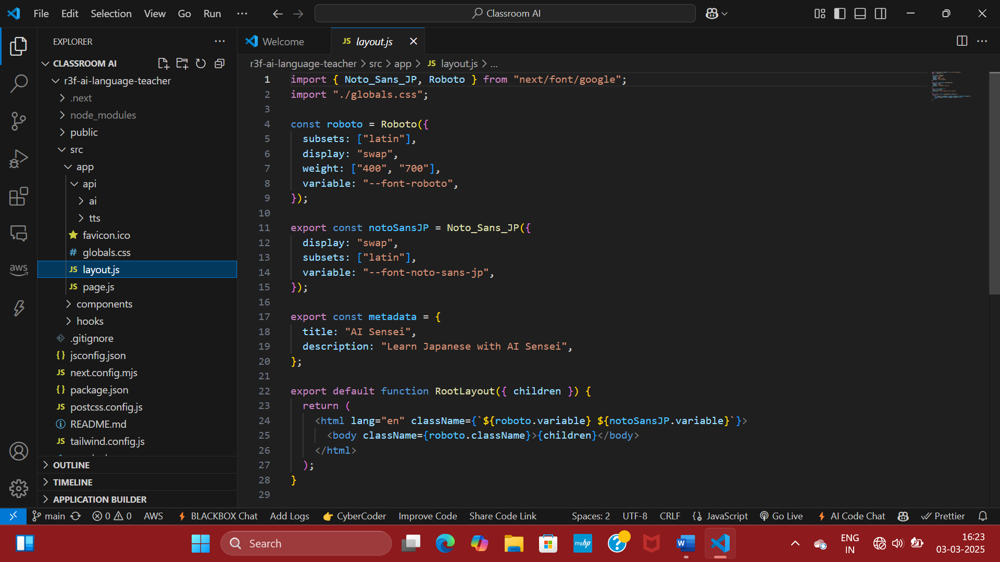 File Edit Selection View Go Run ...
Classroom AI
EXPLORER
Welcome
JS layout.js
CLASSROOM AI
r3f-ai-language-teacher
.next
node_modules
public
src
app
api
ai
tts
favicon.ico
# globals.css
JS layout.js
JS page.js
components
hooks
.gitignore
{} jsconfig.json
JS next.config.mjs
{} package.json
JS postcss.config.js
README.md
JS tailwind.config.js
OUTLINE
TIMELINE
APPLICATION BUILDER
aws
r3f-ai-language-teacher > src > app > JS layout.js > ...
1 import { Noto_Sans_JP, Roboto } from "next/font/google";
2 import "./globals.css";
3
4 const roboto = Roboto({
5 subsets: ["latin"],
6 display: "swap",
7 weight: ["400", "700"],
8 variable: "--font-roboto",
9 });
10
11 export const notoSansJP = Noto_Sans_JP({
12 display: "swap",
13 subsets: ["latin"],
14 variable: "--font-noto-sans-jp",
15 });
16
17 export const metadata = {
18 title: "AI Sensei",
19 description: "Learn Japanese with AI Sensei",
20 };
21
22 export default function RootLayout({ children }) {
23 return (
24 <html lang="en" className={`${roboto.variable} ${notoSansJP.variable}`}>
25 <body className={roboto.className}>{children}</body>
26 </html>
27 );
28 }
29
main 0 0 AWS BLACKBOX Chat Add Logs CyberCoder Improve Code Share Code Link Spaces: 2 UTF-8 CRLF {} JavaScript Go Live AI Code Chat Prettier
Search
myhp
W
ENG
IN
16:23
03-03-2025